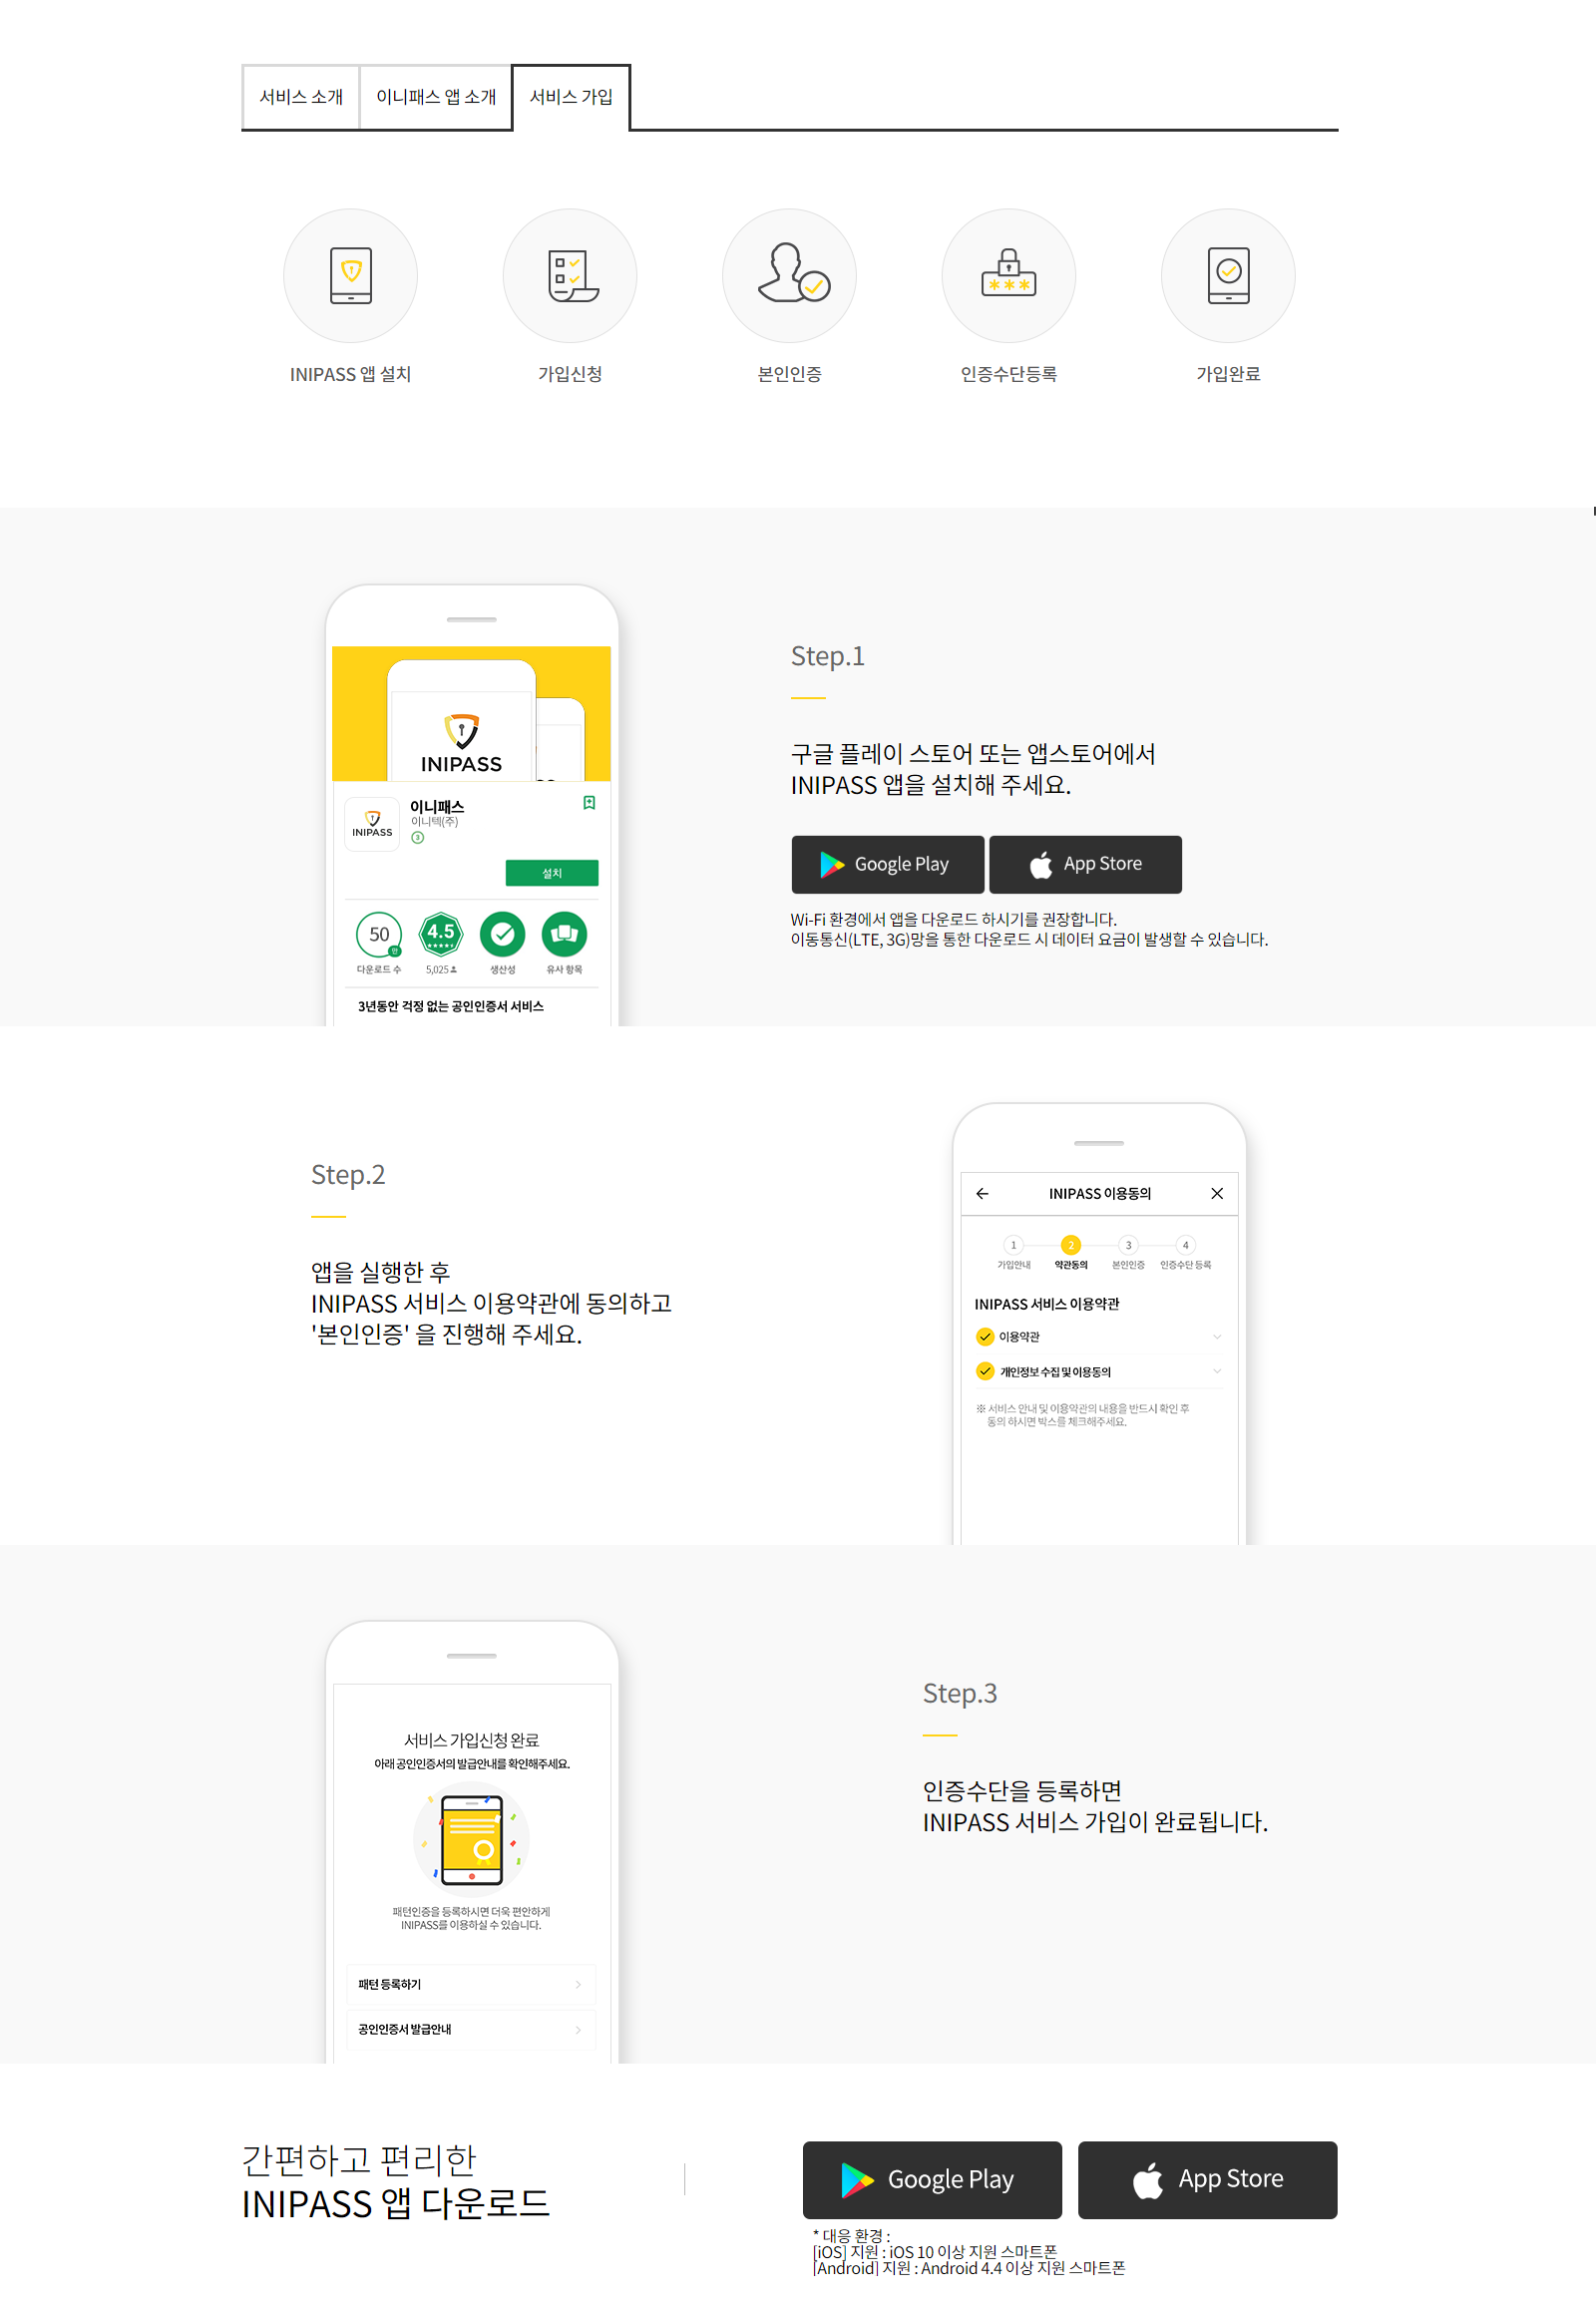 서비스 소개
이니패스 앱 소개
서비스 가입
INIPASS 앱 설치
가입신청
본인인증
인증수단등록
가입완료
INIPASS
이니패스
이니텍(주)
3
INIPASS
설치
50
만
4.5
다운로드 수
5,025
생산성
유사 항목
3년동안 걱정 없는 공인인증서 서비스
Step.1
구글 플레이 스토어 또는 앱스토어에서
INIPASS 앱을 설치해 주세요.
Google Play
App Store
Wi-Fi 환경에서 앱을 다운로드 하시기를 권장합니다.
이동통신(LTE, 3G)망을 통한 다운로드 시 데이터 요금이 발생할 수 있습니다.
Step.2
앱을 실행한 후
INIPASS 서비스 이용약관에 동의하고
'본인인증' 을 진행해 주세요.
INIPASS 이용동의
1
2
3
4
가입안내
약관동의
본인인증
인증수단 등록
INIPASS 서비스 이용약관
이용약관
개인정보 수집 및 이용동의
※ 서비스 안내 및 이용약관의 내용을 반드시 확인 후
동의 하시면 박스를 체크해주세요.
서비스 가입신청 완료
아래 공인인증서의 발급안내를 확인해주세요.
패턴인증을 등록하시면 더욱 편안하게
INIPASS를 이용하실 수 있습니다.
패턴 등록하기
공인인증서 발급안내
Step.3
인증수단을 등록하면
INIPASS 서비스 가입이 완료됩니다.
간편하고 편리한
INIPASS 앱 다운로드
Google Play
App Store
* 대응 환경 :
[iOS] 지원 : iOS 10 이상 지원 스마트폰
[Android] 지원 : Android 4.4 이상 지원 스마트폰